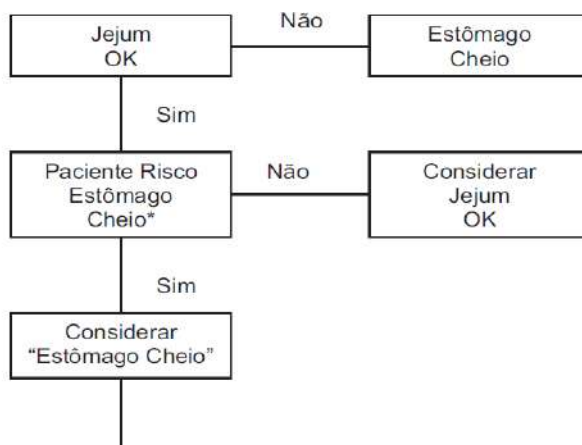 Jejum
OK
Não
Estômago
Cheio
Sim
Paciente Risco
Estômago
Cheio*
Não
Considerar
Jejum
OK
Sim
Considerar
“Estômago Cheio”